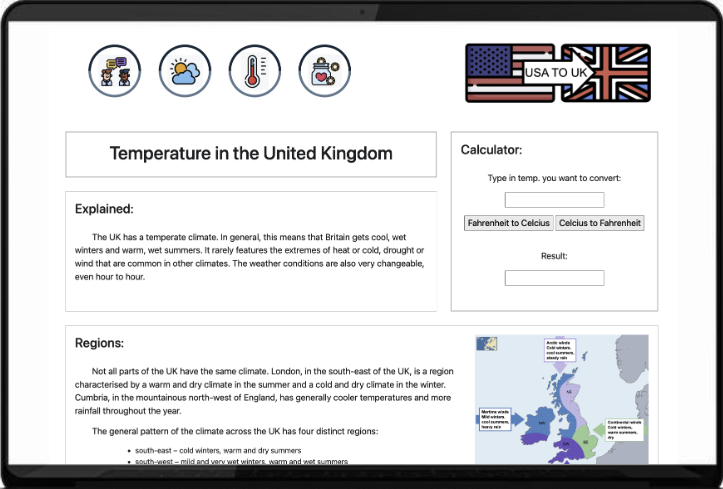 USA TO UK
Temperature in the United Kingdom
Calculator:
Type in temp. you want to convert:
Fahrenheit to Celcius
Celcius to Fahrenheit
Result:
Explained:
The UK has a temperate climate. In general, this means that Britain gets cool, wet
winters and warm, wet summers. It rarely features the extremes of heat or cold, drought or
wind that are common in other climates. The weather conditions are also very changeable,
even hour to hour.
Regions:
Not all parts of the UK have the same climate. London, in the south-east of the UK, is a region
characterised by a warm and dry climate in the summer and a cold and dry climate in the winter.
Cumbria, in the mountainous north-west of England, has generally cooler temperatures and more
rainfall throughout the year.
The general pattern of the climate across the UK has four distinct regions:
• south-east – cold winters, warm and dry summers
• south-west – mild and very wet winters, warm and wet summers
Arctic winds
Cold winters,
cool summers,
steady rain
NE
Maritime winds
Mild winters,
cool summers,
heavy rain
NW
Continental winds
Cold winters,
warm summers,
dry
SW
SE